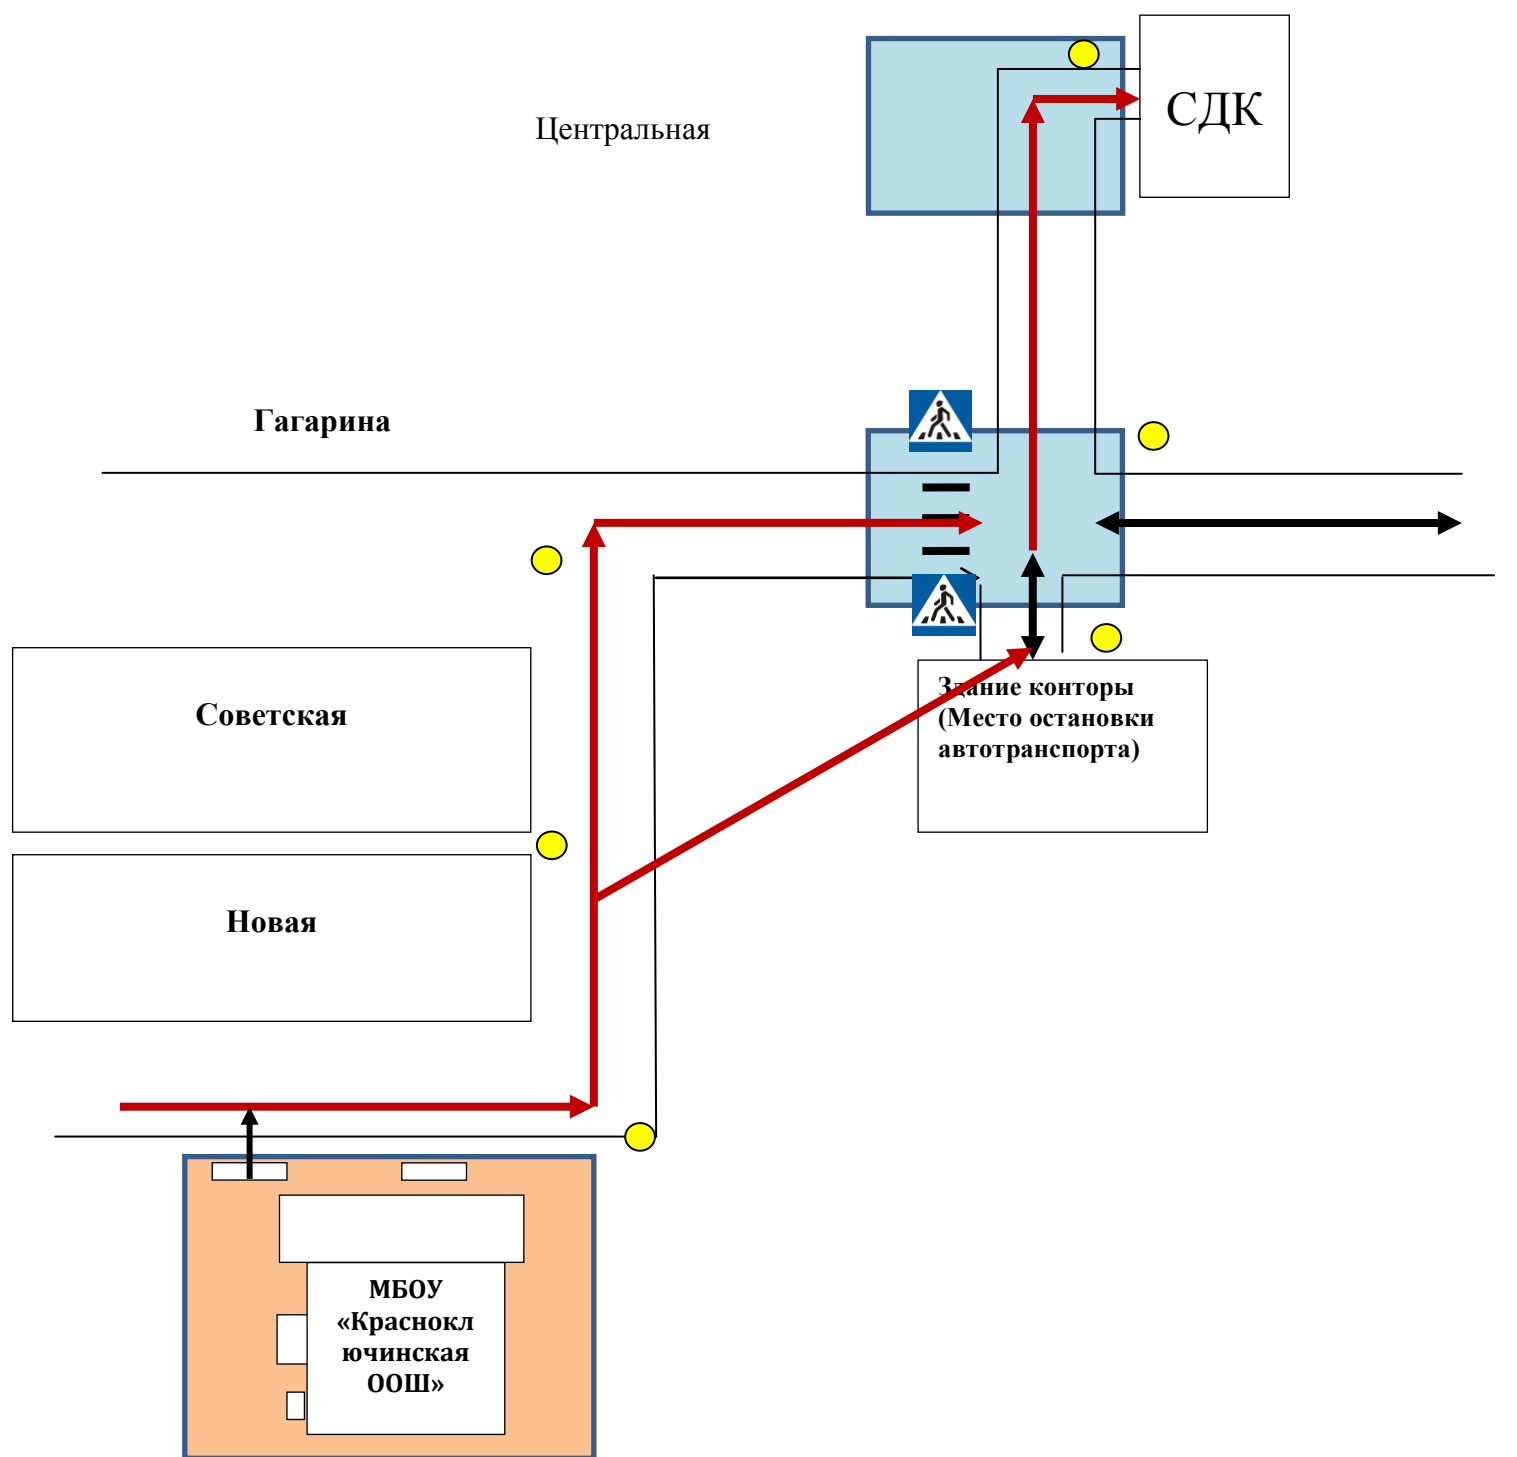 СДК
Центральная
Гагарина
Здание конторы
(Место остановки
автотранспорта)
Советская
Новая
МБОУ
«Краснокл
ючинская
ООШ»